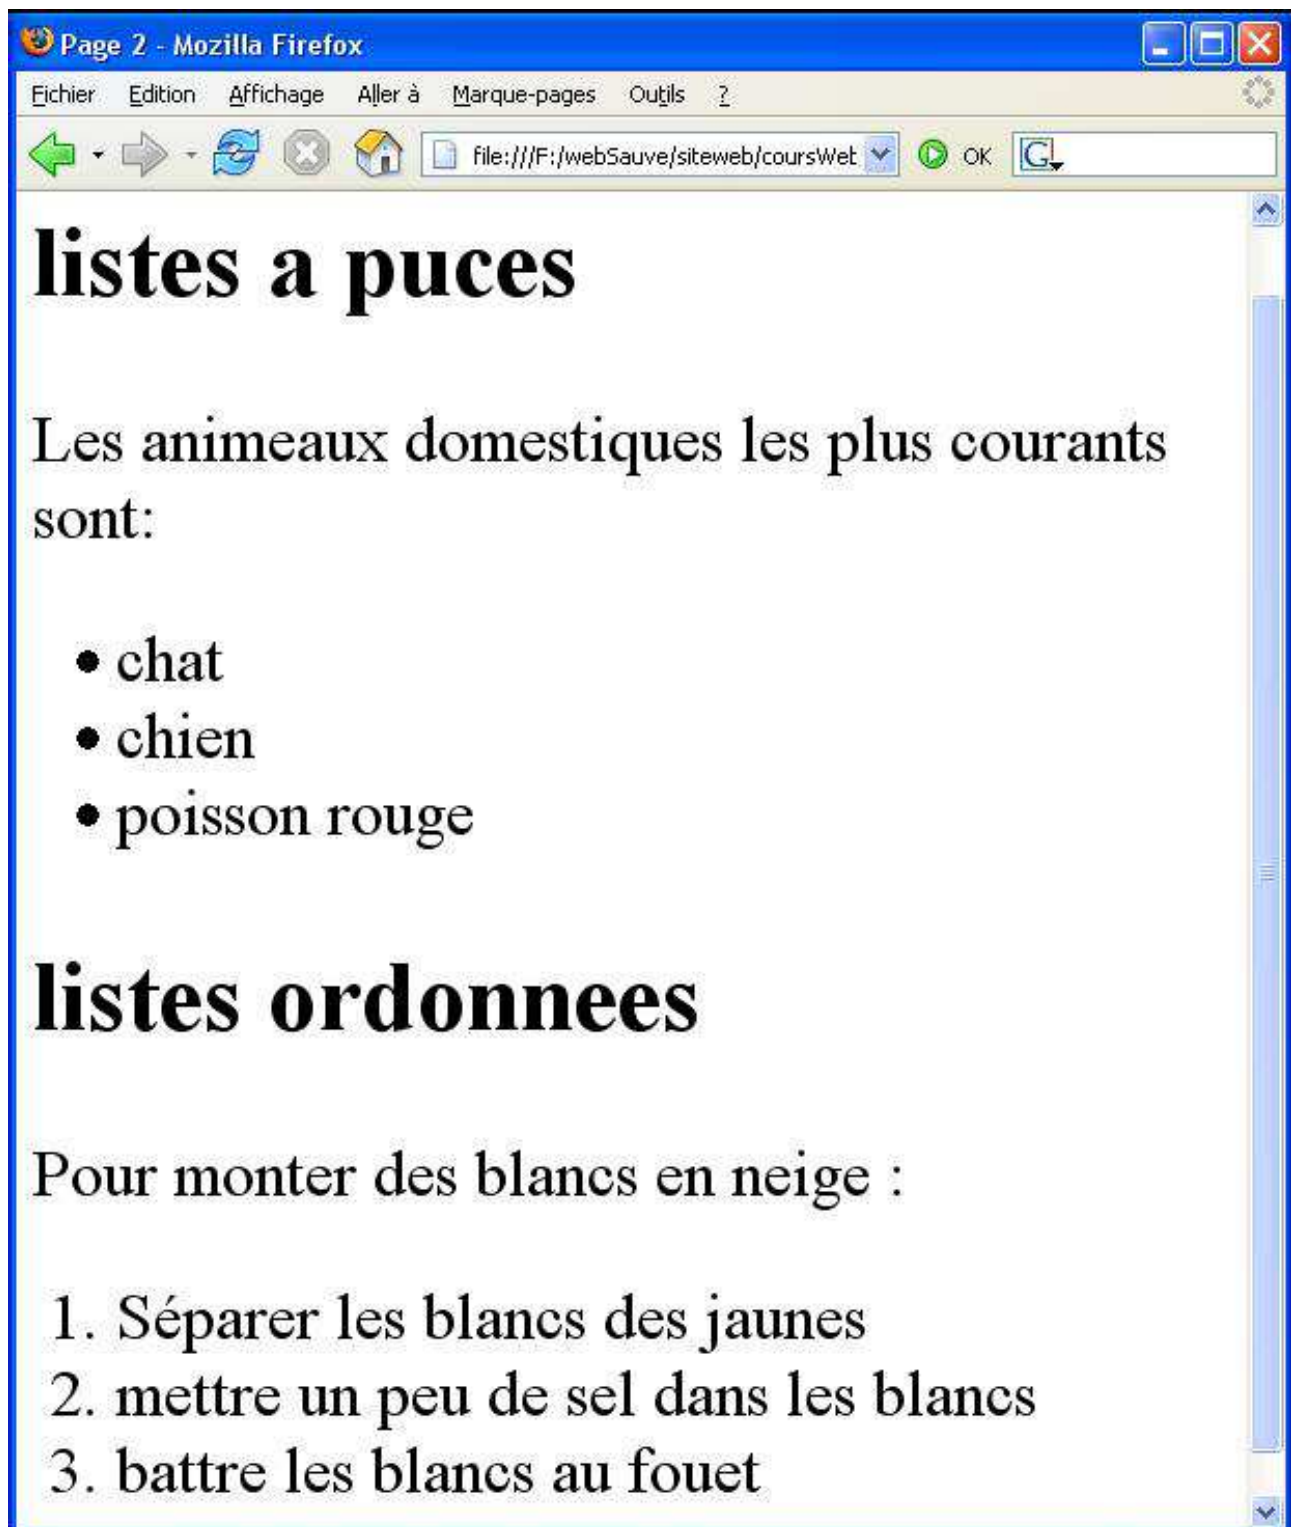 Page 2 - Mozilla Firefox
Fichier Edition Affichage Aller à Marque-pages Outils ?
file:///F:/webSauve/siteweb/coursWet OK G
listes a puces
Les animeaux domestiques les plus courants
sont:
• chat
• chien
• poisson rouge
listes ordonnees
Pour monter des blancs en neige :
1. Séparer les blancs des jaunes
2. mettre un peu de sel dans les blancs
3. battre les blancs au fouet